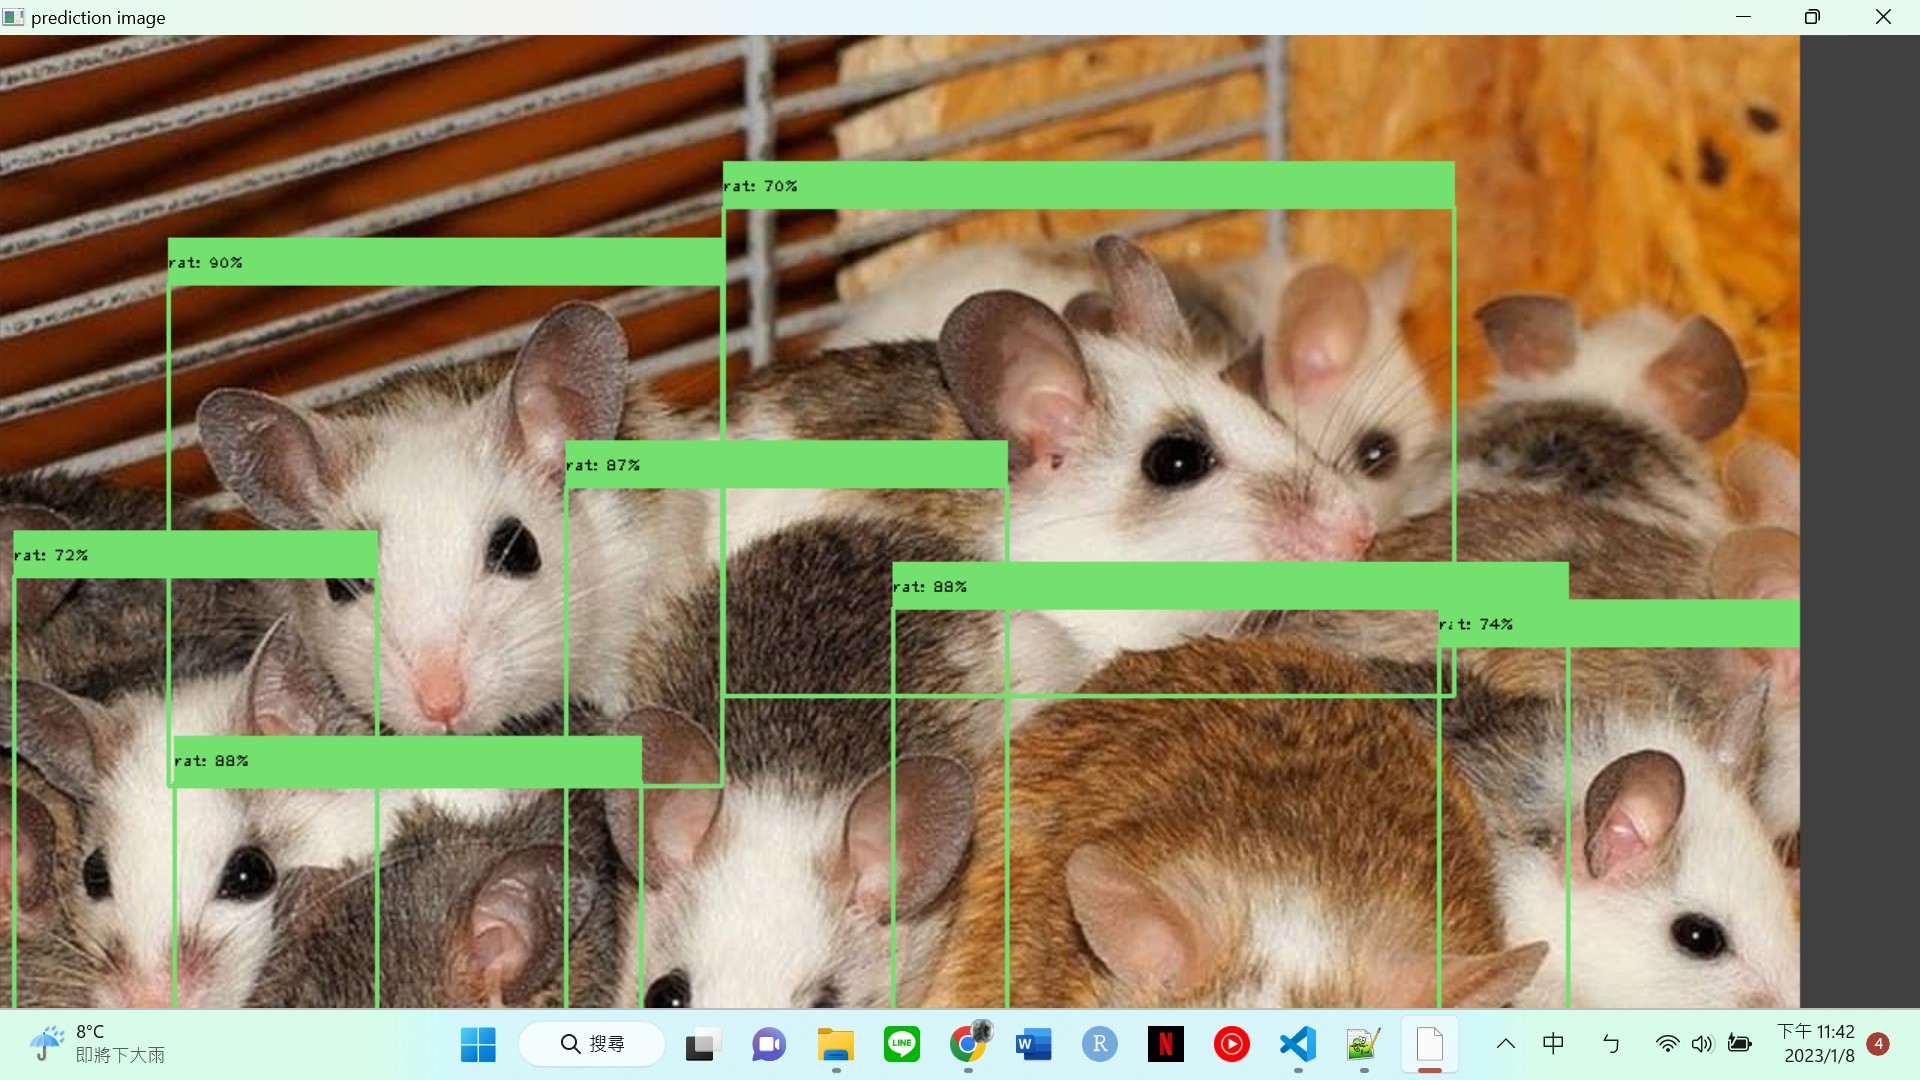 prediction image
rat: 70%
rat: 90%
rat: 87%
rat: 72%
rat: 88%
rat: 74%
rat: 88%
8°C
即將下大雨
搜尋
LINE
W
R
N
中
ㄅ
下午 11:42
2023/1/8
4